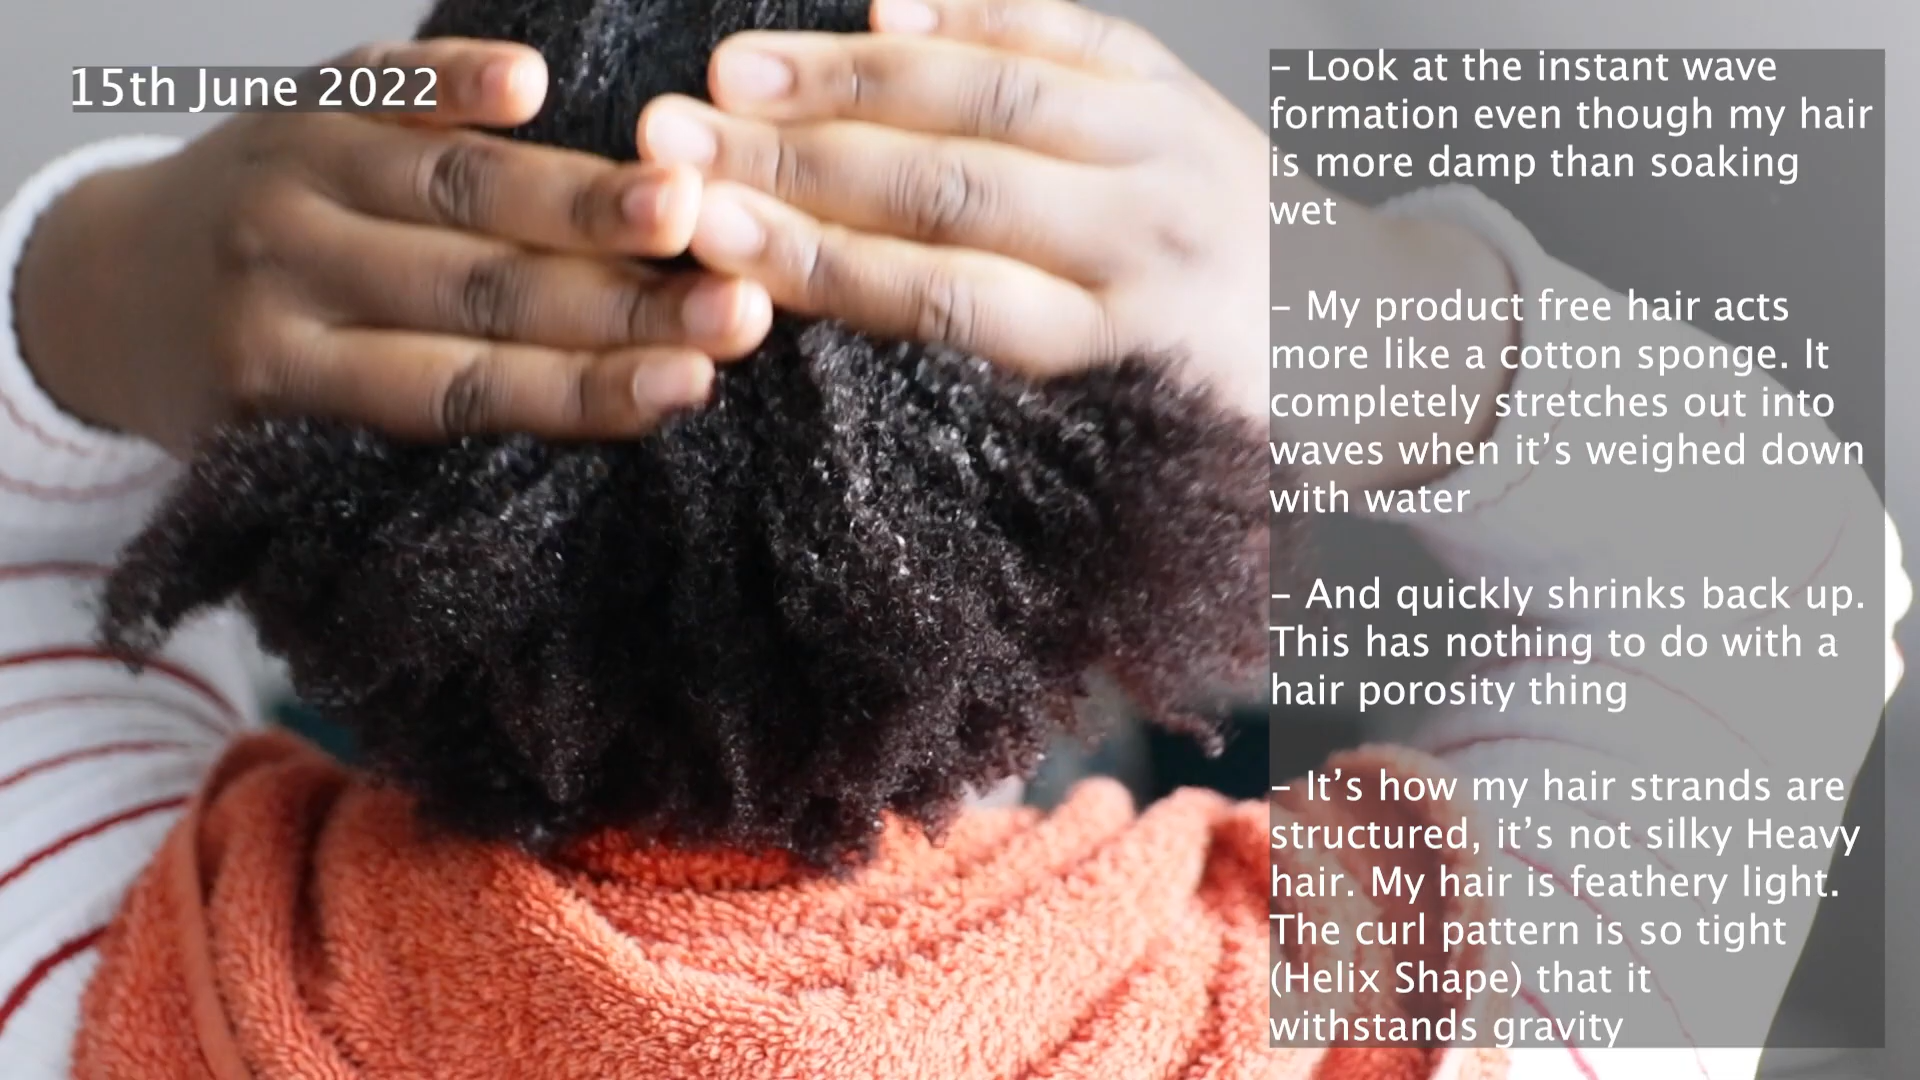 15th June 2022
– Look at the instant wave
formation even though my hair
is more damp than soaking
wet
– My product free hair acts
more like a cotton sponge. It
completely stretches out into
waves when it’s weighed down
with water
– And quickly shrinks back up.
This has nothing to do with a
hair porosity thing
– It’s how my hair strands are
structured, it’s not silky Heavy
hair. My hair is feathery light.
The curl pattern is so tight
(Helix Shape) that it
withstands gravity